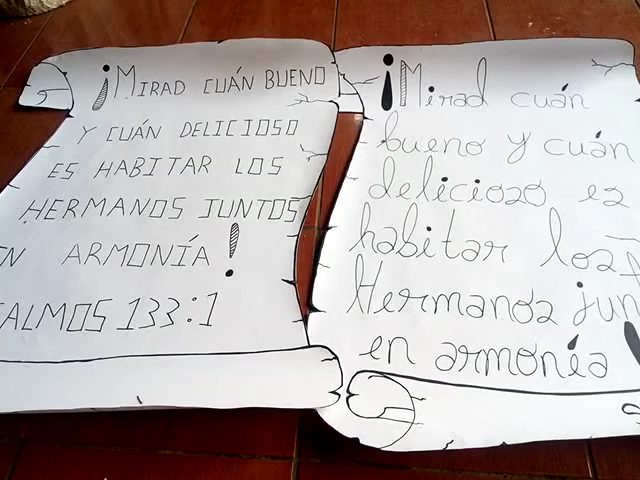 ¡MIRAD CUÁN BUENO
Y CUÁN DELICIOSO
ES HABITAR LOS
HERMANOS JUNTOS
EN ARMONÍA!
SALMOS 133:1
¡Mirad cuán
bueno y cuán
delicioso es
habitar los
Hermanos jun
en armonía!